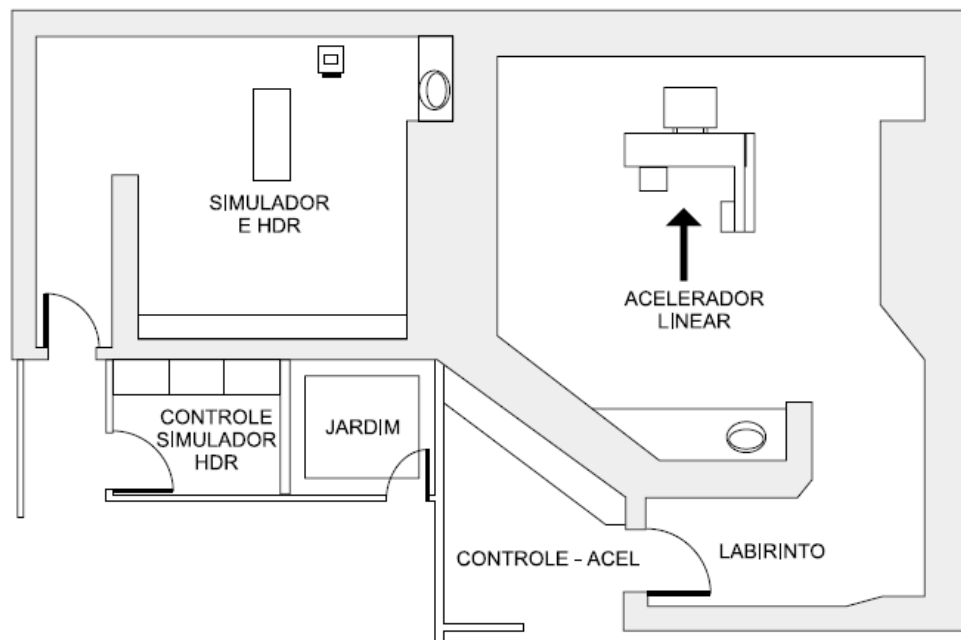 SIMULADOR
E HDR
ACELERADOR
LINEAR
CONTROLE
SIMULADOR
HDR
JARDIM
CONTROLE - ACEL
LABIRINTO